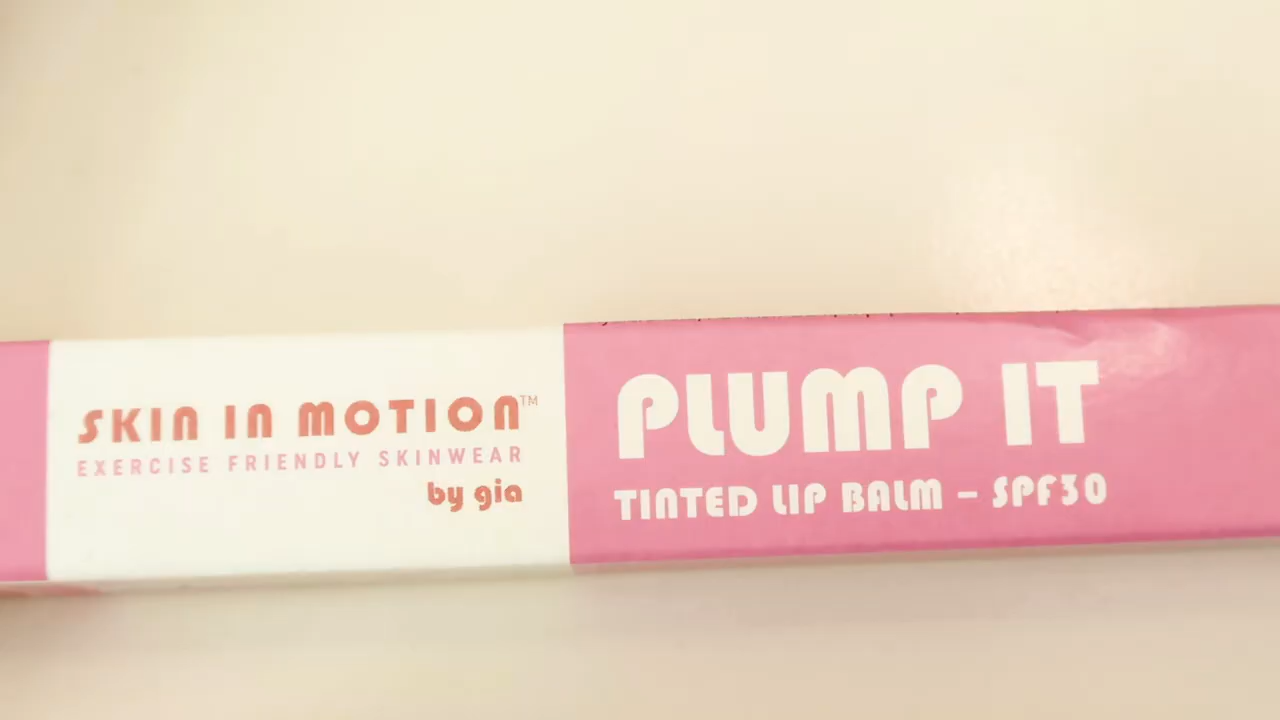 SKIN IN MOTION™
EXERCISE FRIENDLY SKINWEAR
by gia
PLUMP IT
TINTED LIP BALM – SPF30